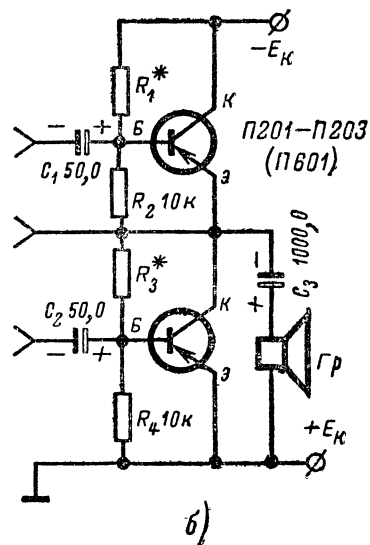 −Eк
R₁*
К
− + Б
П201–П203
(П601)
C₁ 50,0
Э
R₂ 10к
R₃*
− 1000,0
+ C₃
К
C₂ 50,0 Б
− +
Гр
Э
R₄ 10к
+Eк
б)